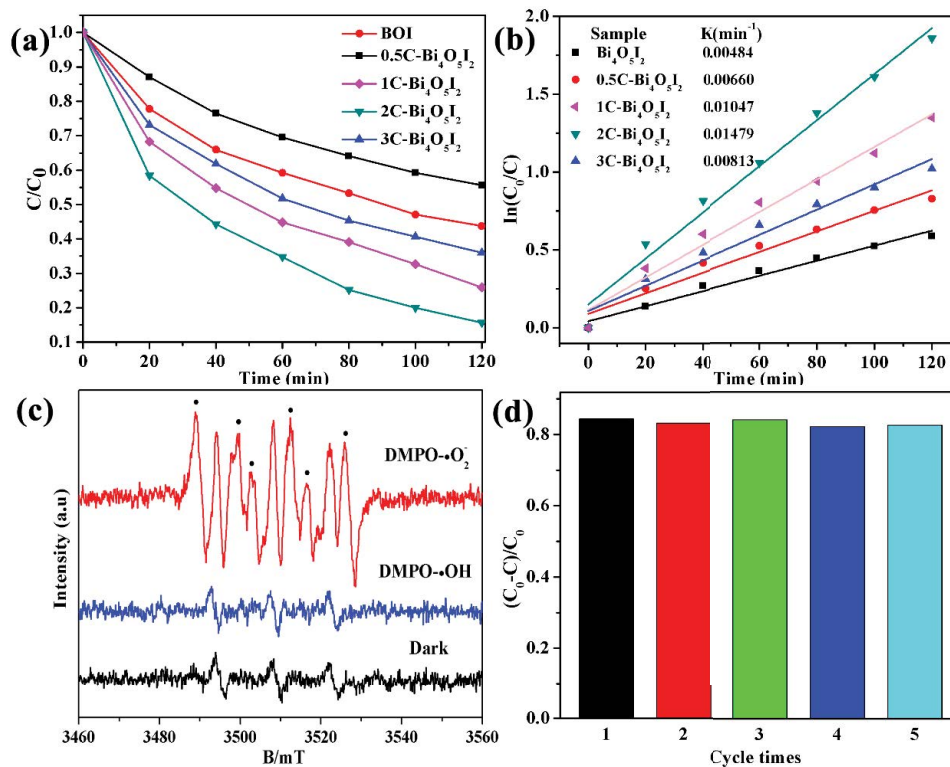 (a)
BOI
0.5C-Bi₄O₅I₂
1C-Bi₄O₅I₂
2C-Bi₄O₅I₂
3C-Bi₄O₅I₂
C/C₀
1.0
0.9
0.8
0.7
0.6
0.5
0.4
0.3
0.2
0.1
0 20 40 60 80 100 120
Time (min)
(b)
Sample K(min⁻¹)
Bi₄O₅I₂ 0.00484
0.5C-Bi₄O₅I₂ 0.00660
1C-Bi₄O₅I₂ 0.01047
2C-Bi₄O₅I₂ 0.01479
3C-Bi₄O₅I₂ 0.00813
ln(C₀/C)
2.0
1.5
1.0
0.5
0.0
0 20 40 60 80 100 120
Time (min)
(c)
DMPO-•O₂⁻
DMPO-•OH
Dark
Intensity (a.u)
3460 3480 3500 3520 3540 3560
B/mT
(d)
(C₀-C)/C₀
0.8
0.6
0.4
0.2
0.0
1 2 3 4 5
Cycle times